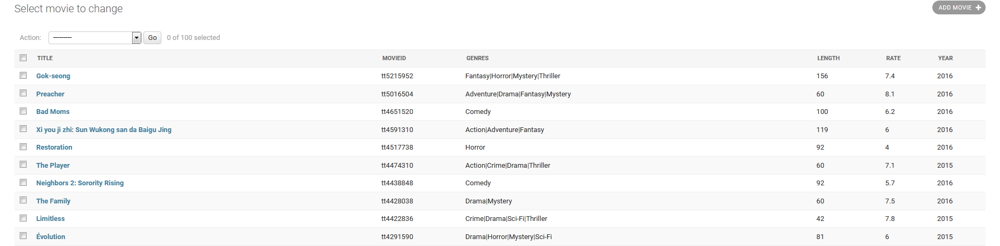 Select movie to change
ADD MOVIE +
Action: --------- Go 0 of 100 selected
TITLE MOVIEID GENRES LENGTH RATE YEAR
Gok-seong tt5215952 Fantasy|Horror|Mystery|Thriller 156 7.4 2016
Preacher tt5016504 Adventure|Drama|Fantasy|Mystery 60 8.1 2016
Bad Moms tt4651520 Comedy 100 6.2 2016
Xi you ji zhi: Sun Wukong san da Baigu Jing tt4591310 Action|Adventure|Fantasy 119 6 2016
Restoration tt4517738 Horror 92 4 2016
The Player tt4474310 Action|Crime|Drama|Thriller 60 7.1 2015
Neighbors 2: Sorority Rising tt4438848 Comedy 92 5.7 2016
The Family tt4428038 Drama|Mystery 60 7.5 2016
Limitless tt4422836 Crime|Drama|Sci-Fi|Thriller 42 7.8 2015
Évolution tt4291590 Drama|Horror|Mystery|Sci-Fi 81 6 2015